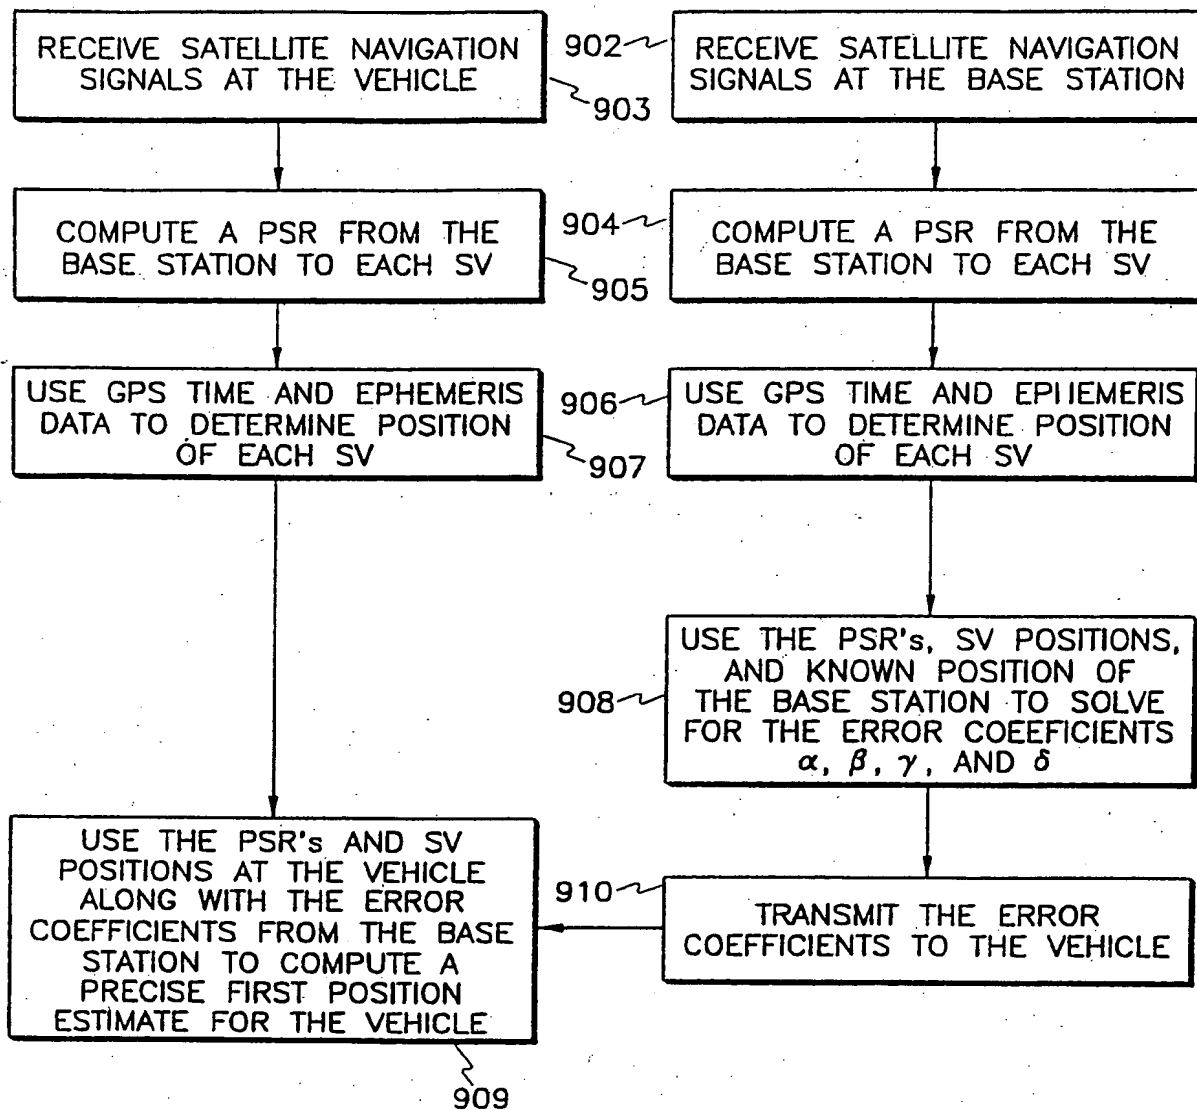 RECEIVE SATELLITE NAVIGATION
SIGNALS AT THE VEHICLE
903
902
RECEIVE SATELLITE NAVIGATION
SIGNALS AT THE BASE STATION
COMPUTE A PSR FROM THE
BASE STATION TO EACH SV
905
904
COMPUTE A PSR FROM THE
BASE STATION TO EACH SV
USE GPS TIME AND EPHEMERIS
DATA TO DETERMINE POSITION
OF EACH SV
907
906
USE GPS TIME AND EPHEMERIS
DATA TO DETERMINE POSITION
OF EACH SV
908
USE THE PSR's, SV POSITIONS,
AND KNOWN POSITION OF
THE BASE STATION TO SOLVE
FOR THE ERROR COEEFICIENTS
α, β, γ, AND δ
910
TRANSMIT THE ERROR
COEFFICIENTS TO THE VEHICLE
USE THE PSR's AND SV
POSITIONS AT THE VEHICLE
ALONG WITH THE ERROR
COEFFICIENTS FROM THE BASE
STATION TO COMPUTE A
PRECISE FIRST POSITION
ESTIMATE FOR THE VEHICLE
909